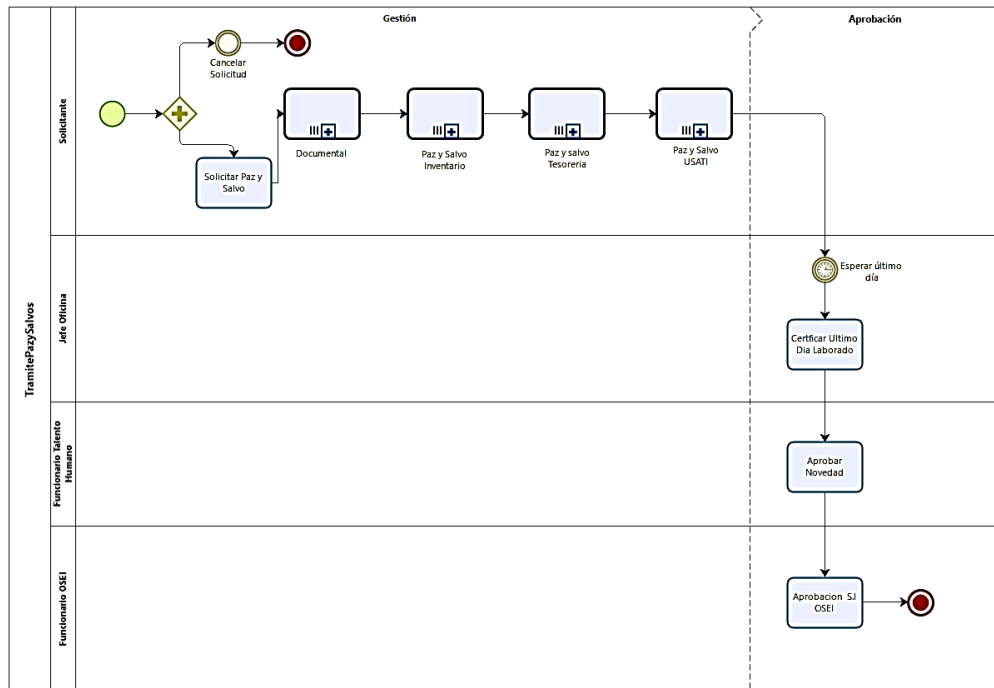 Gestión
Aprobación
TramitePazySalvos
Solicitante
Cancelar
Solicitud
Solicitar Paz y
Salvo
Documental
Paz y Salvo
Inventario
Paz y salvo
Tesoreria
Paz y Salvo
USATI
Jefe Oficina
Esperar último
día
Certficar Ultimo
Dia Laborado
Funcionario Talento
Humano
Aprobar
Novedad
Funcionario OSEI
Aprobacion S.I
OSEI